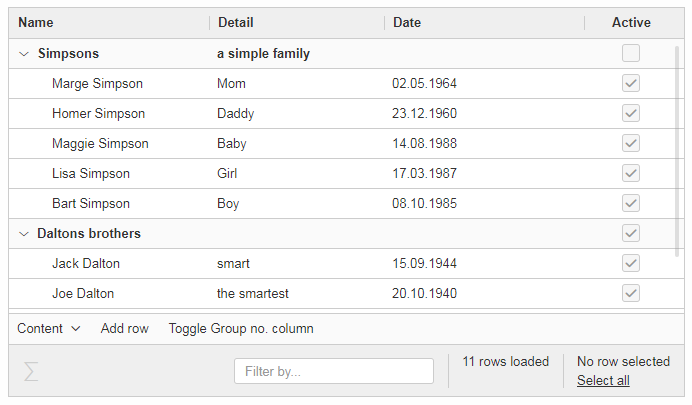 Name Detail Date Active
Simpsons a simple family
Marge Simpson Mom 02.05.1964
Homer Simpson Daddy 23.12.1960
Maggie Simpson Baby 14.08.1988
Lisa Simpson Girl 17.03.1987
Bart Simpson Boy 08.10.1985
Daltons brothers
Jack Dalton smart 15.09.1944
Joe Dalton the smartest 20.10.1940
Content Add row Toggle Group no. column
Σ Filter by... 11 rows loaded No row selected
Select all